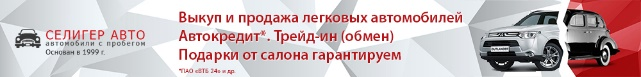 СЕЛИГЕР АВТО
автомобили с пробегом
Основан в 1999 г.
Выкуп и продажа легковых автомобилей
Автокредит*. Трейд-ин (обмен)
Подарки от салона гарантируем
*ПАО «ВТБ 24» и др.